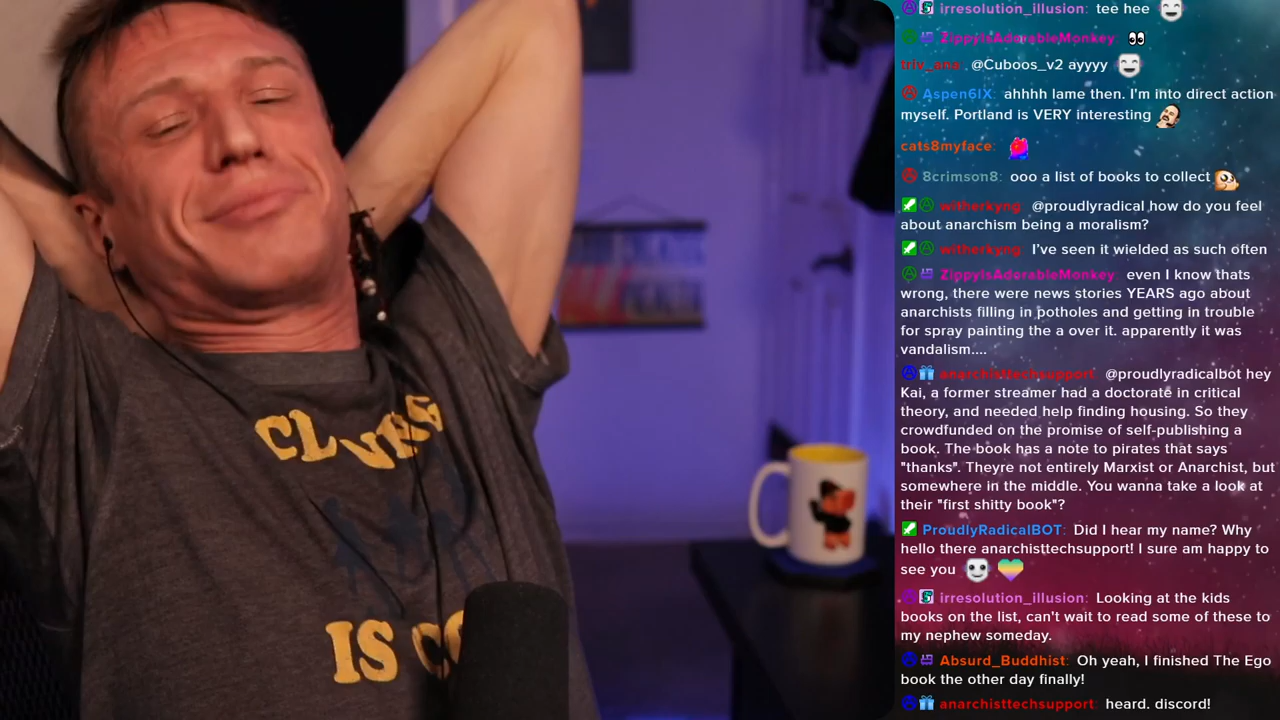 irresolution_illusion: tee hee
ZippyIsAdorableMonkey:
triv_ana: @Cuboos_v2 ayyyy
Aspen6IX: ahhhh lame then. I'm into direct action
myself. Portland is VERY interesting
cats8myface:
8crimson8: ooo a list of books to collect
witherkyng: @proudlyradical how do you feel
about anarchism being a moralism?
witherkyng: I've seen it wielded as such often
ZippyIsAdorableMonkey: even I know thats
wrong, there were news stories YEARS ago about
anarchists filling in potholes and getting in trouble
for spray painting the a over it. apparently it was
vandalism....
anarchisttechsupport: @proudlyradicalbot hey
Kai, a former streamer had a doctorate in critical
theory, and needed help finding housing. So they
crowdfunded on the promise of self-publishing a
book. The book has a note to pirates that says
"thanks". Theyre not entirely Marxist or Anarchist, but
somewhere in the middle. You wanna take a look at
their "first shitty book"?
ProudlyRadicalBOT: Did I hear my name? Why
hello there anarchisttechsupport! I sure am happy to
see you
irresolution_illusion: Looking at the kids
books on the list, can't wait to read some of these to
my nephew someday.
Absurd_Buddhist: Oh yeah, I finished The Ego
book the other day finally!
anarchisttechsupport: heard. discord!
IS